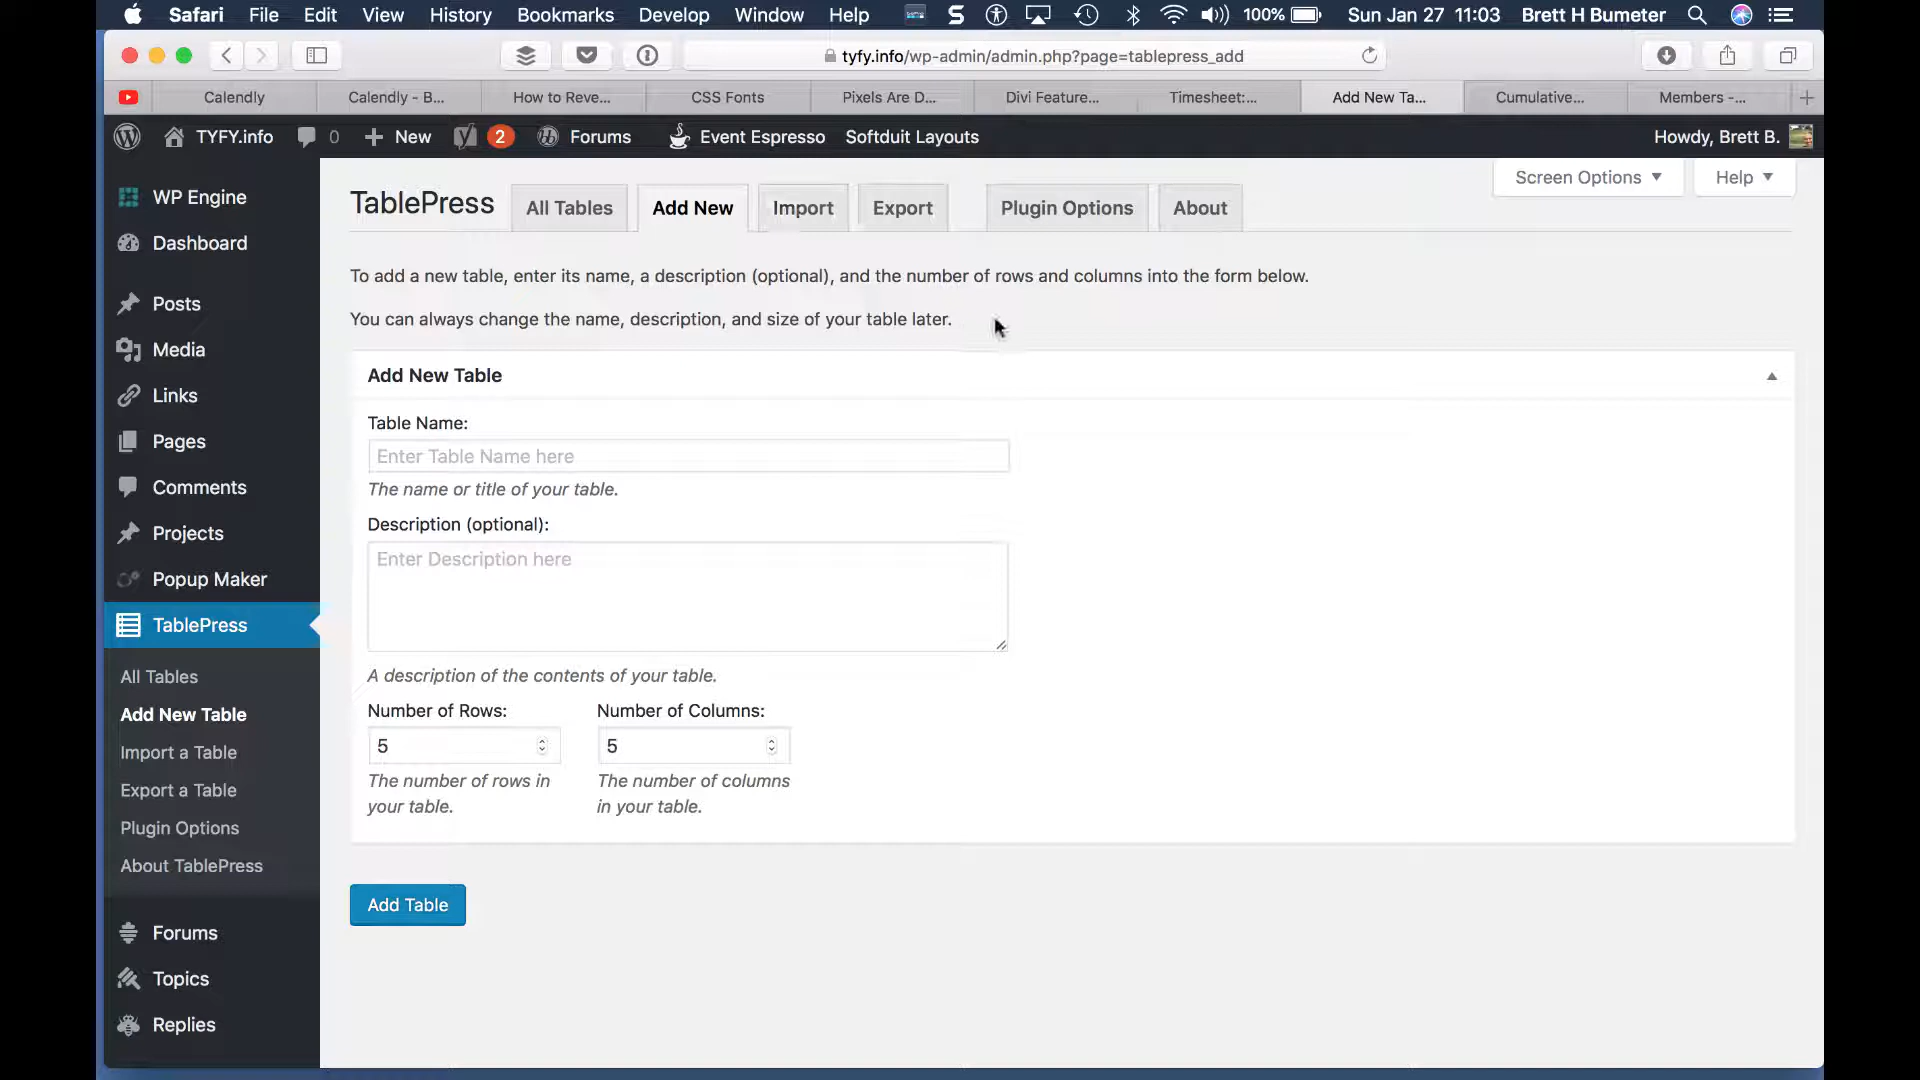 Safari File Edit View History Bookmarks Develop Window Help 100% Sun Jan 27 11:03 Brett H Bumeter
tyfy.info/wp-admin/admin.php?page=tablepress_add
Calendly Calendly - B... How to Reve... CSS Fonts Pixels Are D... Divi Feature... Timesheet:... Add New Ta... Cumulative... Members -...
TYFY.info 0 New 2 Forums Event Espresso Softduit Layouts Howdy, Brett B.
Screen Options Help
WP Engine
Dashboard
Posts
Media
Links
Pages
Comments
Projects
Popup Maker
TablePress
All Tables
Add New Table
Import a Table
Export a Table
Plugin Options
About TablePress
Forums
Topics
Replies
TablePress All Tables Add New Import Export Plugin Options About
To add a new table, enter its name, a description (optional), and the number of rows and columns into the form below.
You can always change the name, description, and size of your table later.
Add New Table
Table Name:
Enter Table Name here
The name or title of your table.
Description (optional):
Enter Description here
A description of the contents of your table.
Number of Rows: Number of Columns:
5 5
The number of rows in The number of columns
your table. in your table.
Add Table